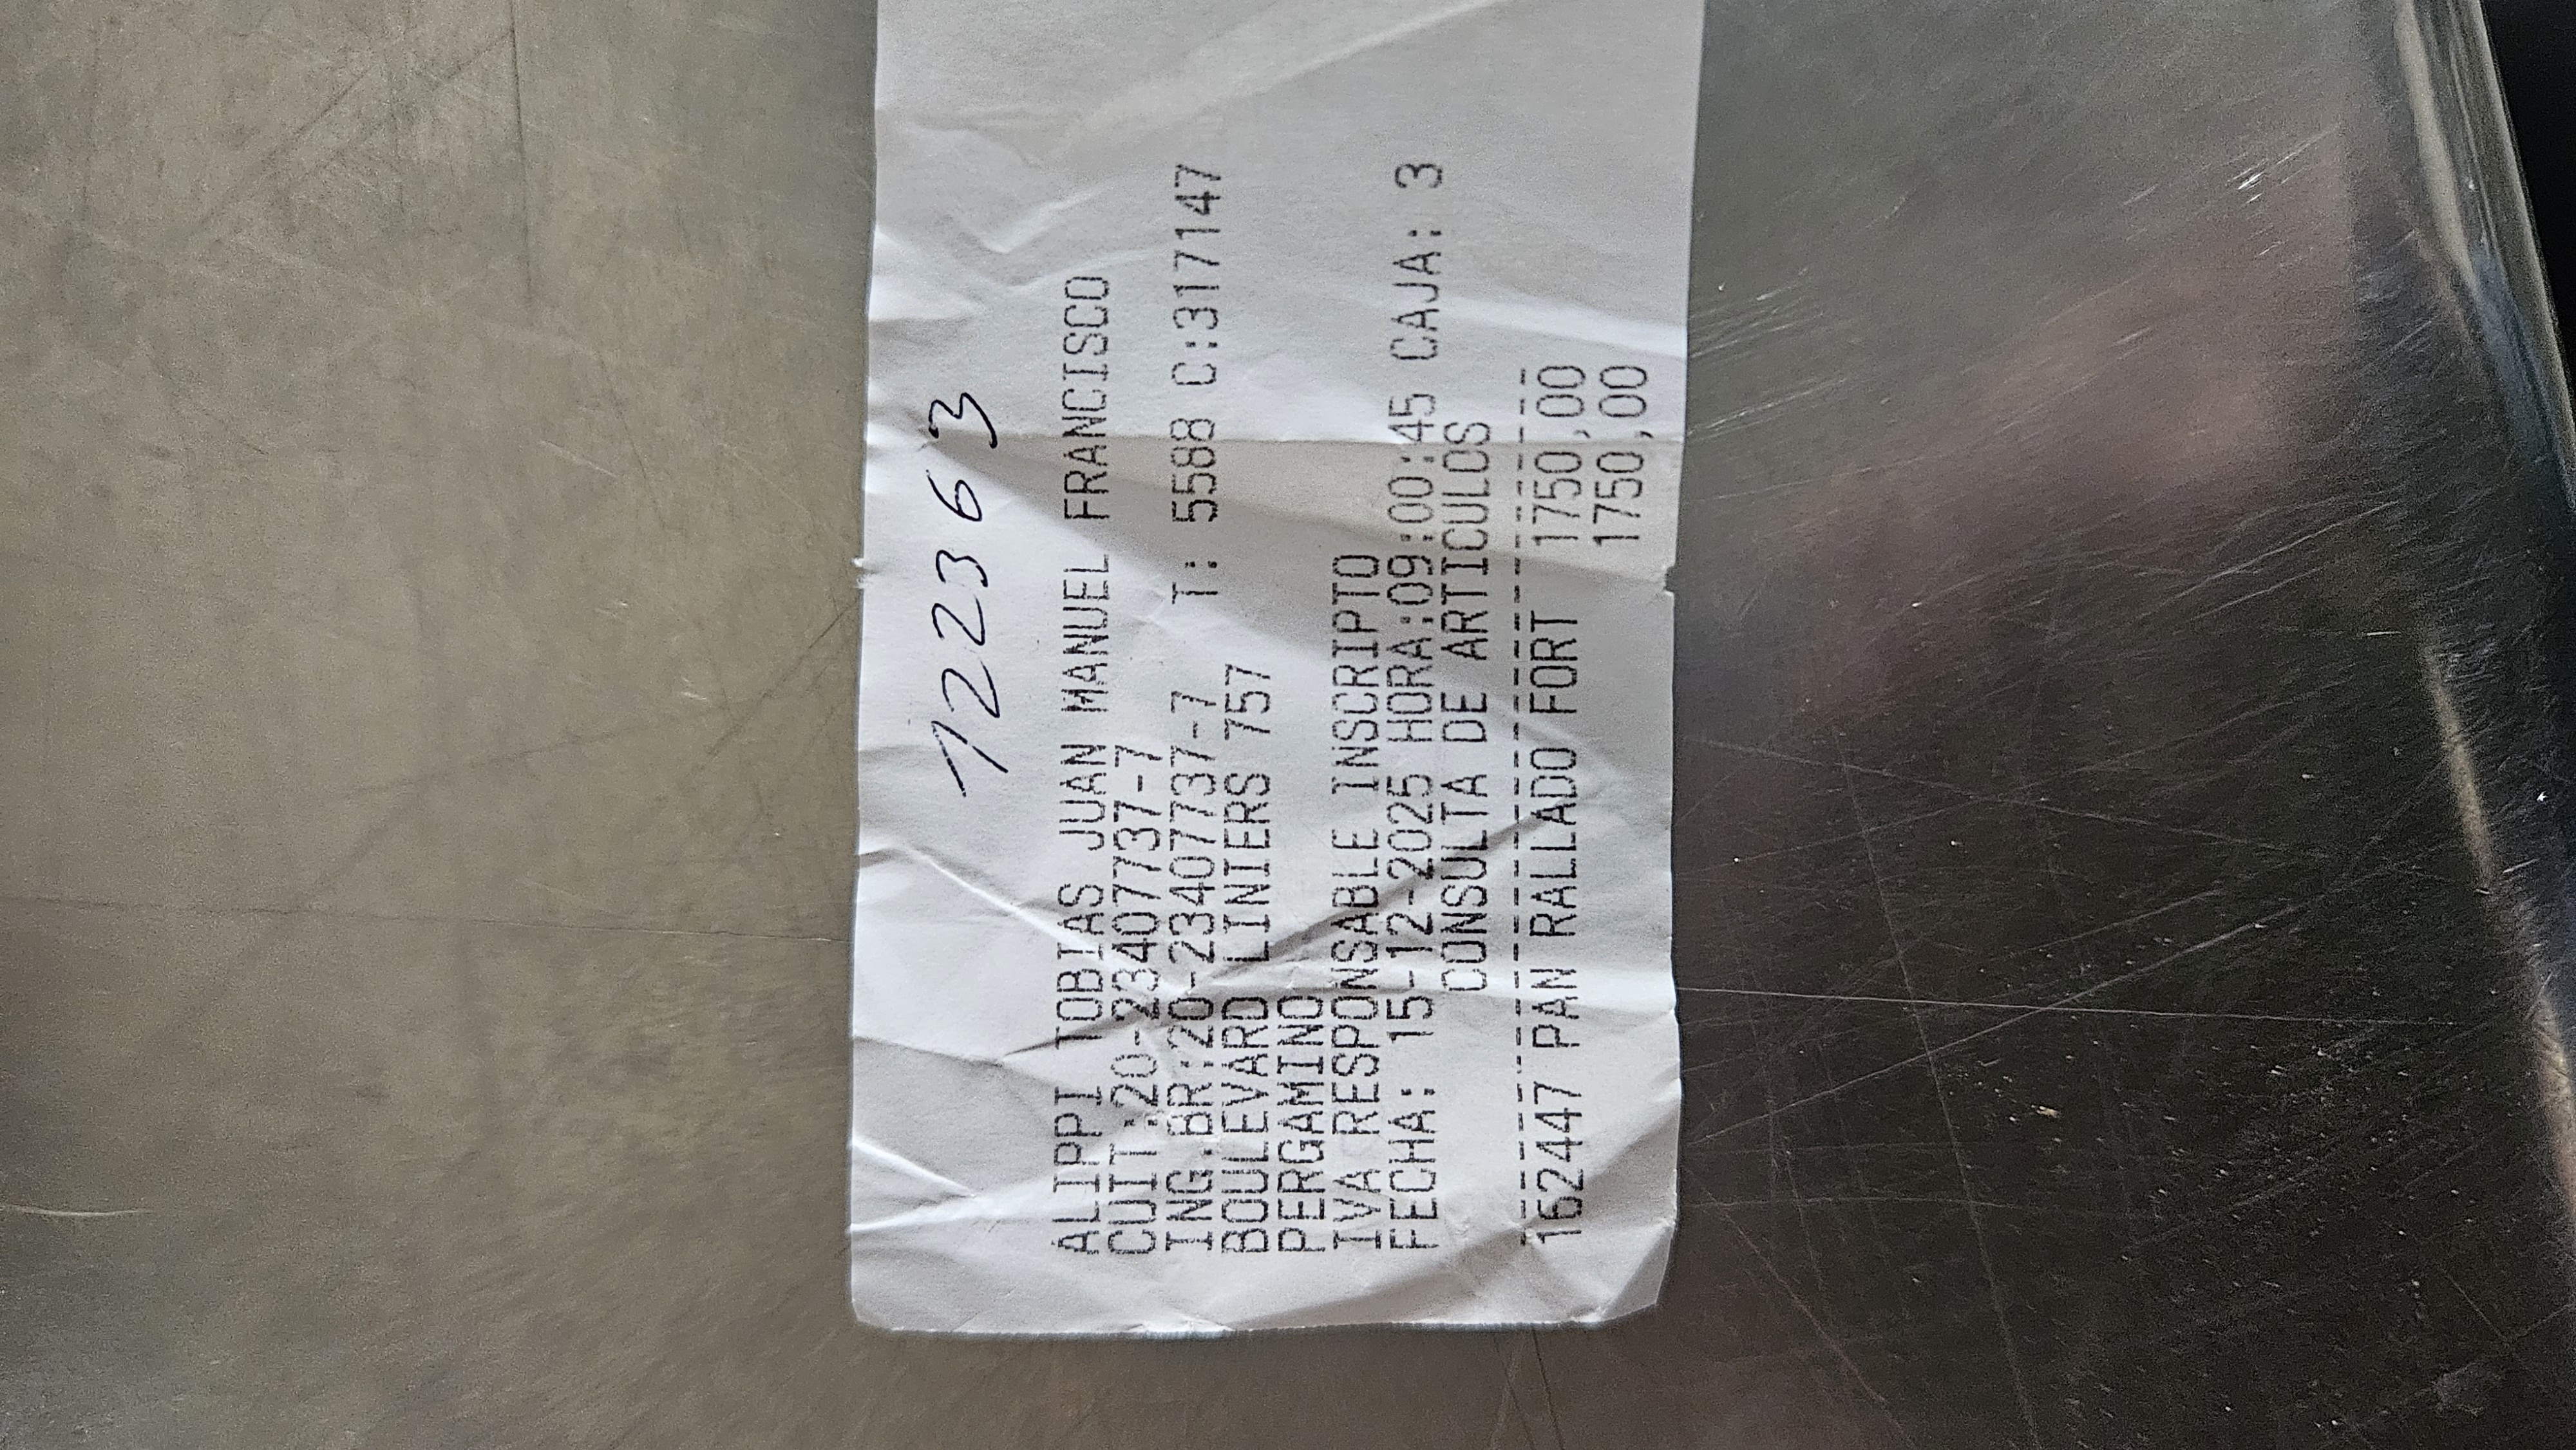 122363
ALIPPI TOBIAS JUAN MANUEL FRANCISCO
CUIT:20-23407737-7
ING.BR:20-23407737-7 T: 5588 C:317147
BOULEVARD LINIERS 757
PERGAMINO
IVA RESPONSABLE INSCRIPTO
FECHA: 15-12-2025 HORA:09:00:45 CAJA: 3
CONSULTA DE ARTICULOS
----------------------------------------
162447 PAN RALLADO FORT 1750,00
1750,00